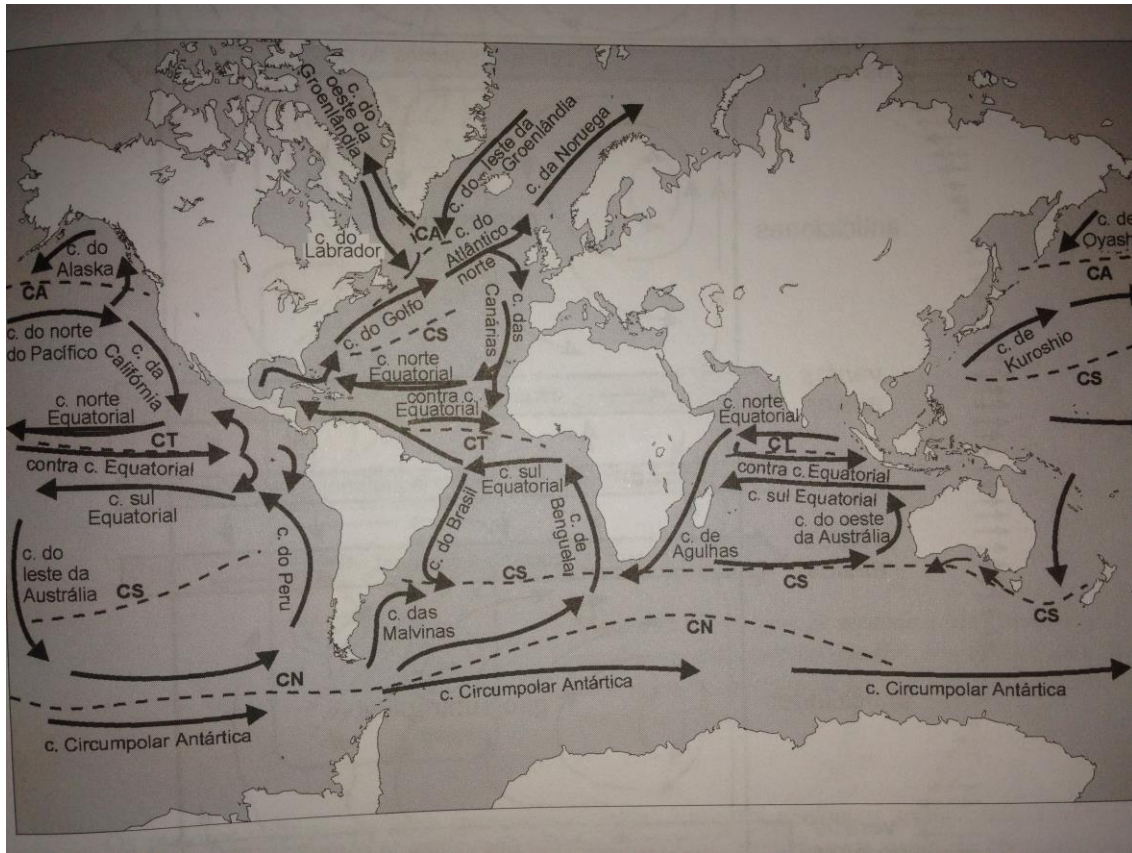 c. do
oeste da
Groenlândia
c. do leste da
Groenlândia
c. da Noruega
c. do
Labrador
CA
c. do
Atlântico
norte
c. do
Alaska
CA
c. do norte
do Pacífico
c. da
Califórnia
c. do Golfo
CS
c. das
Canárias
c. norte
Equatorial
contra c.
Equatorial
CT
c. norte
Equatorial
CT
contra c. Equatorial
c. sul
Equatorial
c. sul
Equatorial
c. do Brasil
c. de
Benguela
c. do
leste da
Austrália
CS
c. do Peru
CS
c. das
Malvinas
CN
c. Circumpolar Antártica
c. Circumpolar Antártica
CN
c. norte
Equatorial
contra c. Equatorial
c. sul Equatorial
c. do oeste
da Austrália
c. de
Agulhas
CS
CS
c. Circumpolar Antártica
c. de
Oyash
CA
c. de
Kuroshio
CS